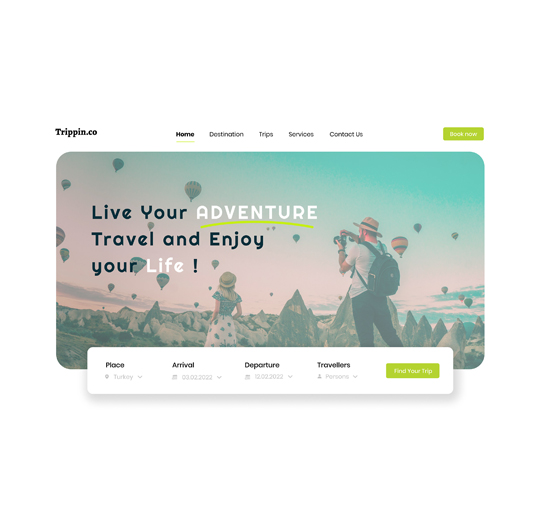 Trippin.co
Home Destination Trips Services Contact Us Book now
Live Your ADVENTURE
Travel and Enjoy
your Life !
Place Arrival Departure Travellers
Turkey 03.02.2022 12.02.2022 Persons Find Your Trip